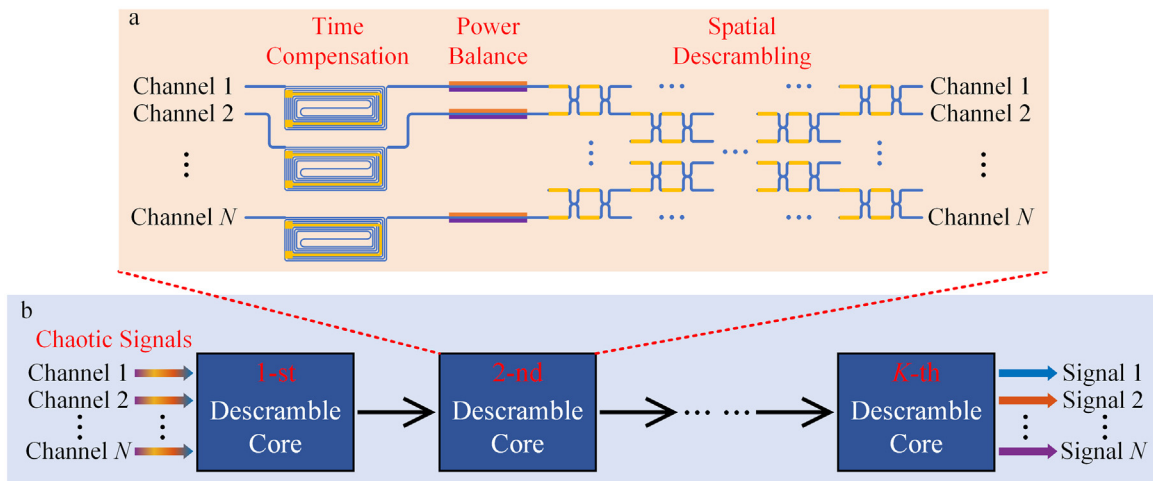 a
Time
Compensation
Power
Balance
Spatial
Descrambling
Channel 1
Channel 2
Channel N
Channel 1
Channel 2
Channel N
b
Chaotic Signals
Channel 1
Channel 2
Channel N
1-st
Descramble
Core
2-nd
Descramble
Core
K-th
Descramble
Core
Signal 1
Signal 2
Signal N